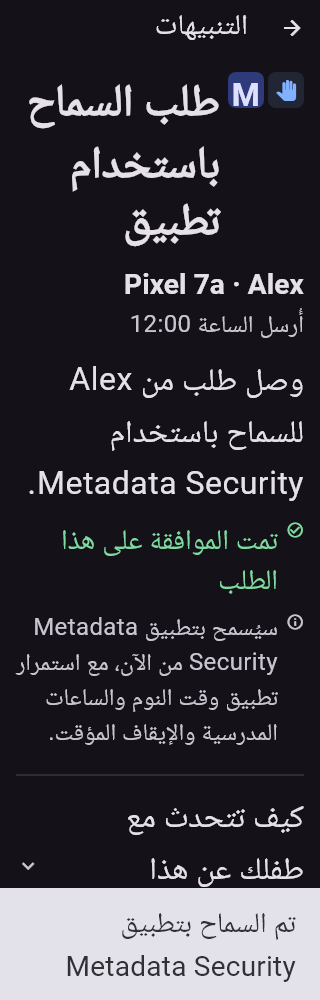 التنبيهات
M
طلب السماح
باستخدام
تطبيق
Pixel 7a · Alex
أرسل الساعة 12:00
وصل طلب من Alex
للسماح باستخدام
Metadata Security.
تمت الموافقة على هذا
الطلب
سيُسمح بتطبيق Metadata
Security من الآن، مع استمرار
تطبيق وقت النوم والساعات
المدرسية والإيقاف المؤقت.
كيف تتحدث مع
طفلك عن هذا
تم السماح بتطبيق
Metadata Security